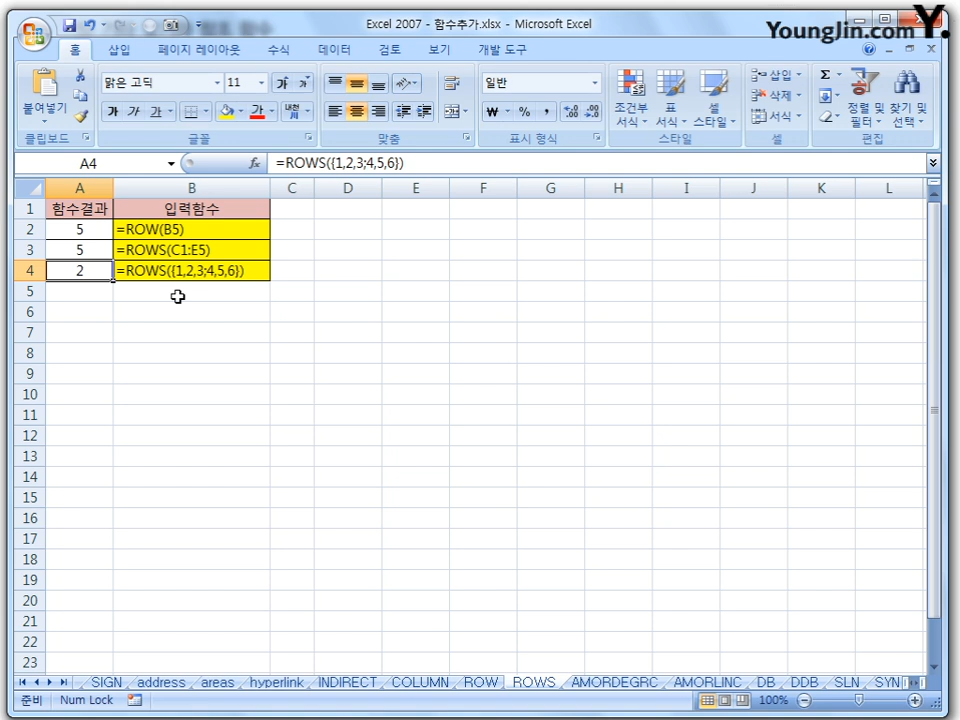 Excel 2007 - 함수추가.xlsx - Microsoft Excel
YoungJin.com Y.
홈 삽입 페이지 레이아웃 수식 데이터 검토 보기 개발 도구
붙여넣기
클립보드
맑은 고딕 11
가 가
가 가 가 가
글꼴
맞춤
일반
₩ % ,
표시 형식
조건부 서식
표 서식
셀 스타일
스타일
삽입
삭제
서식
셀
Σ
정렬 및 필터
찾기 및 선택
편집
A4 fx =ROWS({1,2,3;4,5,6})
A B C D E F G H I J K L
1 함수결과 입력함수
2 5 =ROW(B5)
3 5 =ROWS(C1:E5)
4 2 =ROWS({1,2,3;4,5,6})
5
6
7
8
9
10
11
12
13
14
15
16
17
18
19
20
21
22
23
SIGN address areas hyperlink INDIRECT COLUMN ROW ROWS AMORDEGRC AMORLINC DB DDB SLN SYN
준비 Num Lock 100%